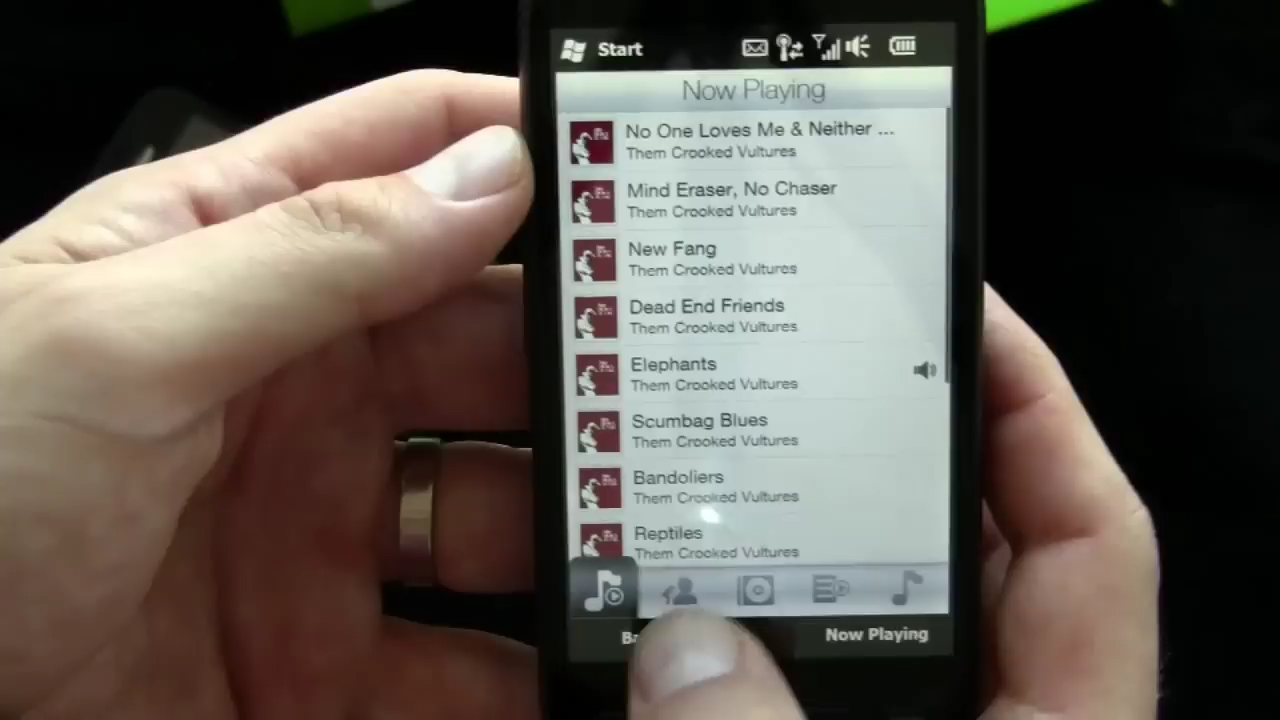 Start
Now Playing
No One Loves Me & Neither ...
Them Crooked Vultures
Mind Eraser, No Chaser
Them Crooked Vultures
New Fang
Them Crooked Vultures
Dead End Friends
Them Crooked Vultures
Elephants
Them Crooked Vultures
Scumbag Blues
Them Crooked Vultures
Bandoliers
Them Crooked Vultures
Reptiles
Them Crooked Vultures
Now Playing